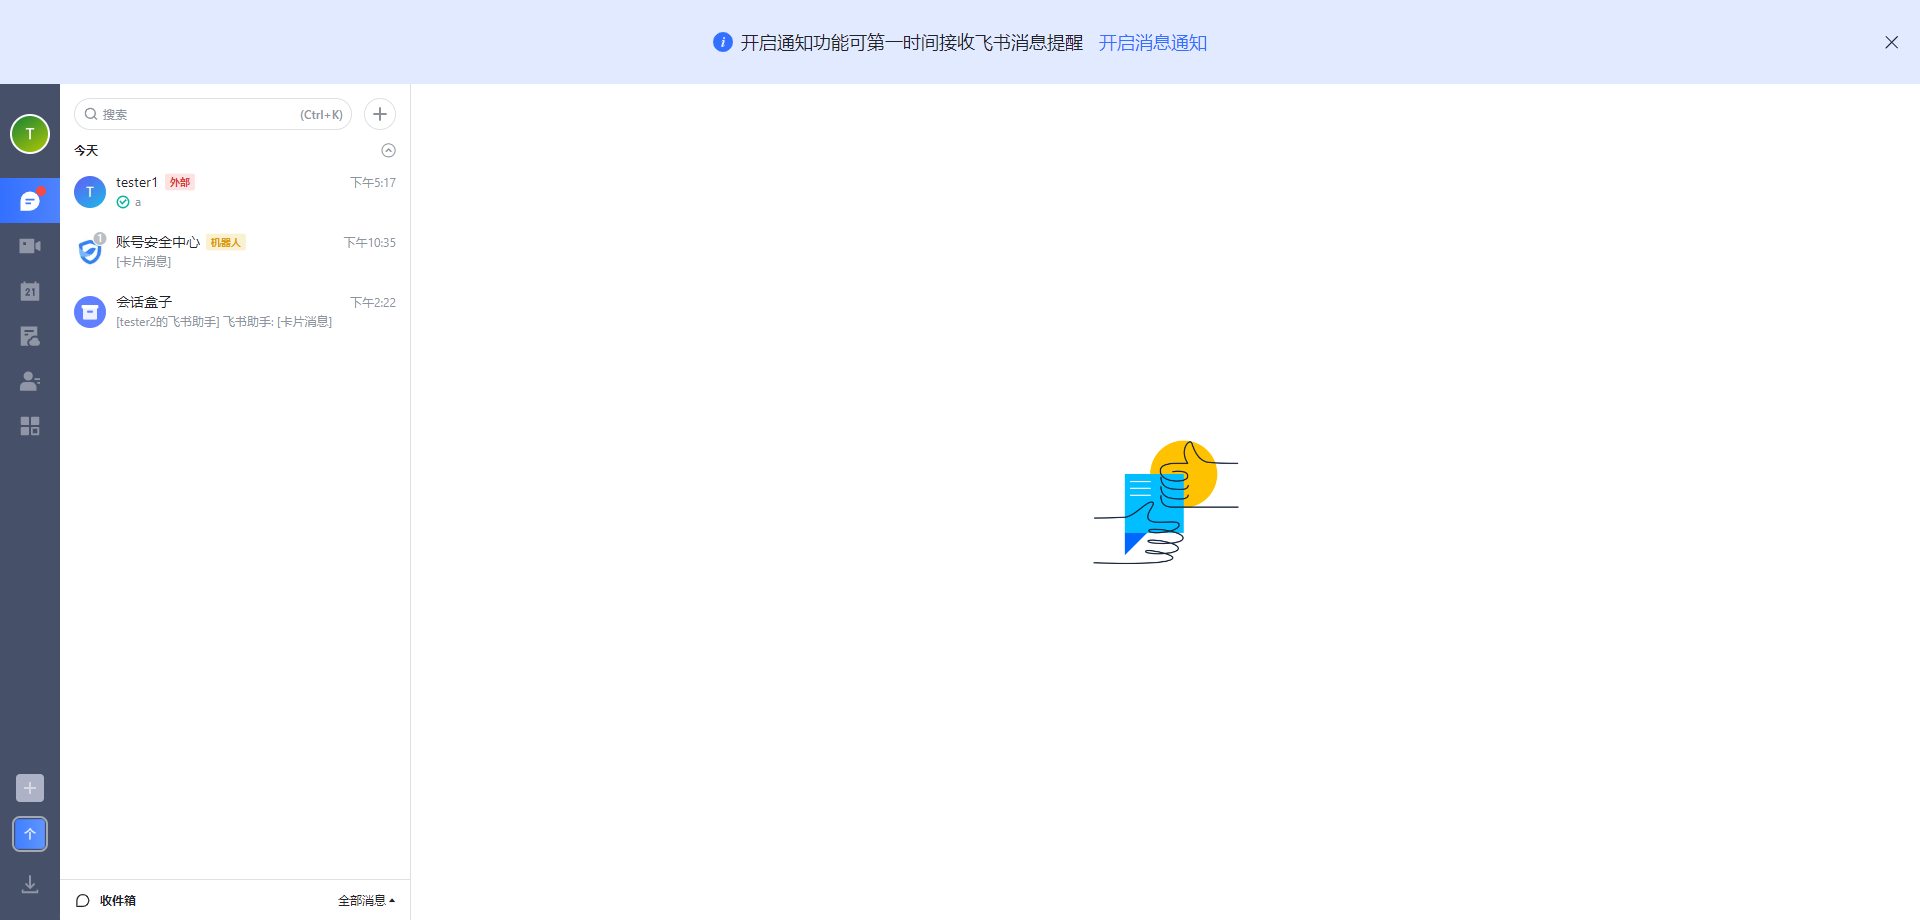 开启通知功能可第一时间接收飞书消息提醒 开启消息通知
T
搜索 (Ctrl+K)
今天
T
tester1 外部 下午5:17
a
1
账号安全中心 机器人 下午10:35
[卡片消息]
会话盒子 下午2:22
[tester2的飞书助手] 飞书助手: [卡片消息]
21
个
收件箱 全部消息